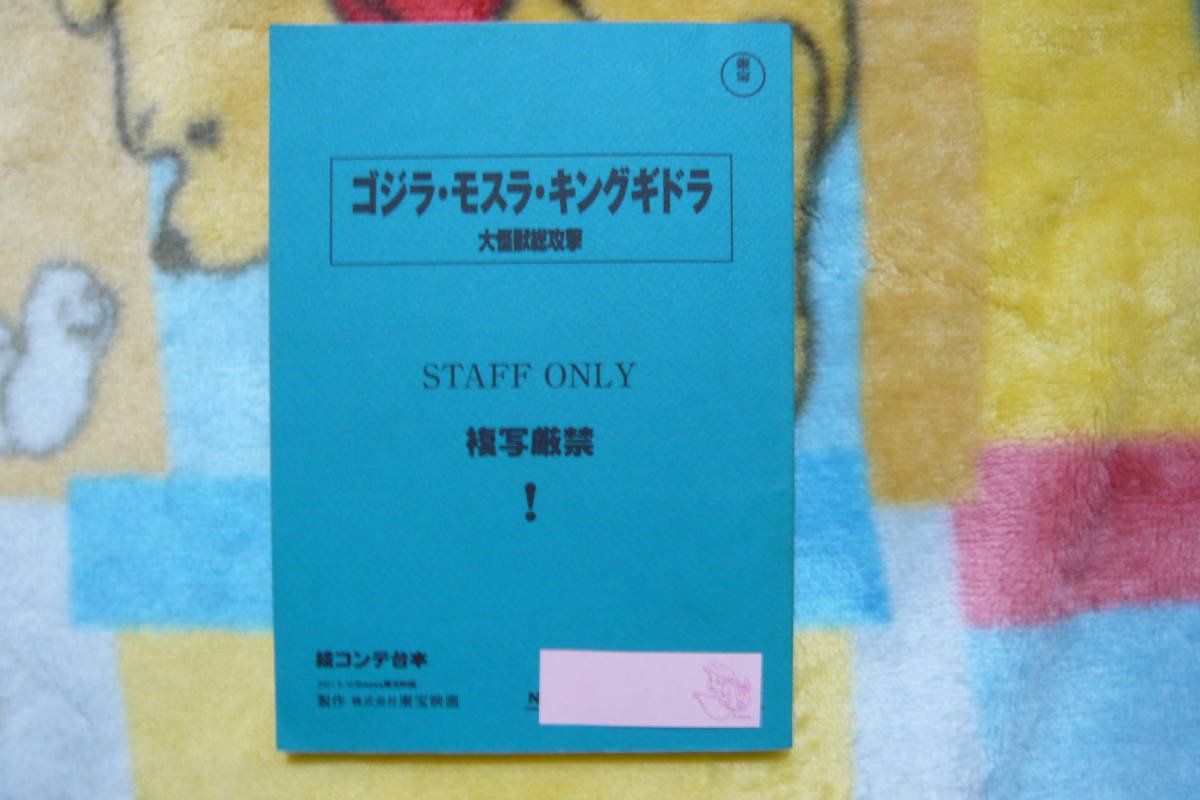 東宝
ゴジラ・モスラ・キングギドラ
大怪獣総攻撃
STAFF ONLY
複写厳禁
!
絵コンテ台本
製作 株式会社東宝映画
N